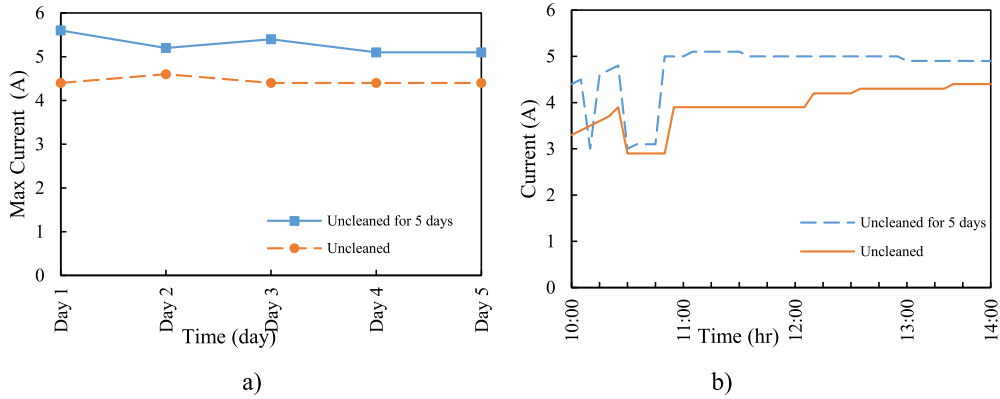 Max Current (A)
6
5
4
3
2
1
0
Uncleaned for 5 days
Uncleaned
Day 1
Day 2
Day 3
Day 4
Day 5
Time (day)
a)
Current (A)
6
5
4
3
2
1
0
Uncleaned for 5 days
Uncleaned
10:00
11:00
12:00
13:00
14:00
Time (hr)
b)